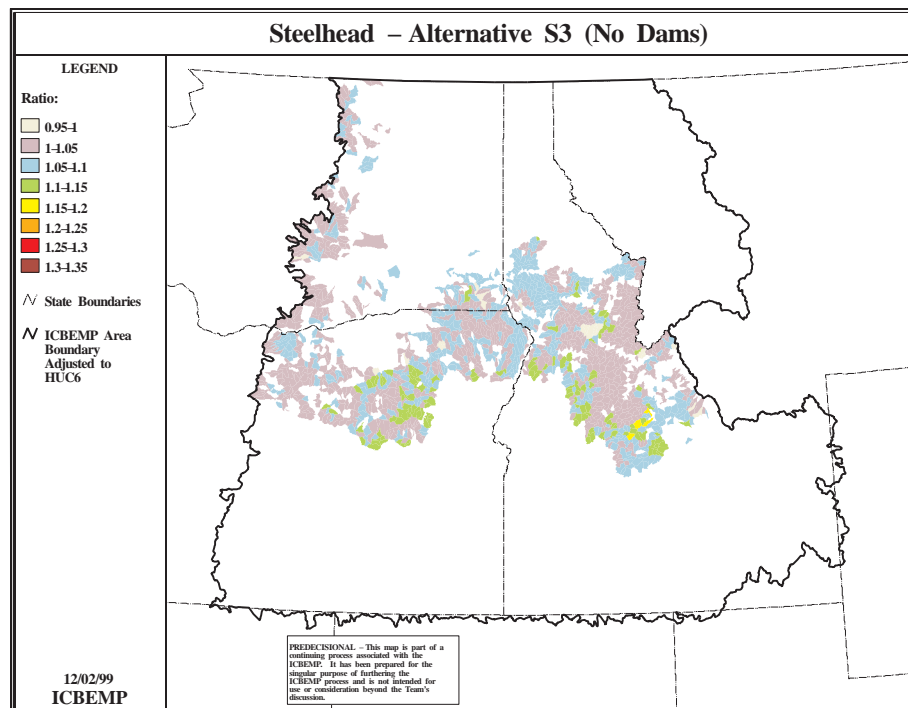 Steelhead – Alternative S3 (No Dams)
LEGEND
Ratio:
0.95–1
1–1.05
1.05–1.1
1.1–1.15
1.15–1.2
1.2–1.25
1.25–1.3
1.3–1.35
State Boundaries
ICBEMP Area
Boundary
Adjusted to
HUC6
12/02/99
ICBEMP
PREDECISIONAL – This map is part of a
continuing process associated with the
ICBEMP. It has been prepared for the
singular purpose of furthering the
ICBEMP process and is not intended for
use or consideration beyond the Team's
discussion.